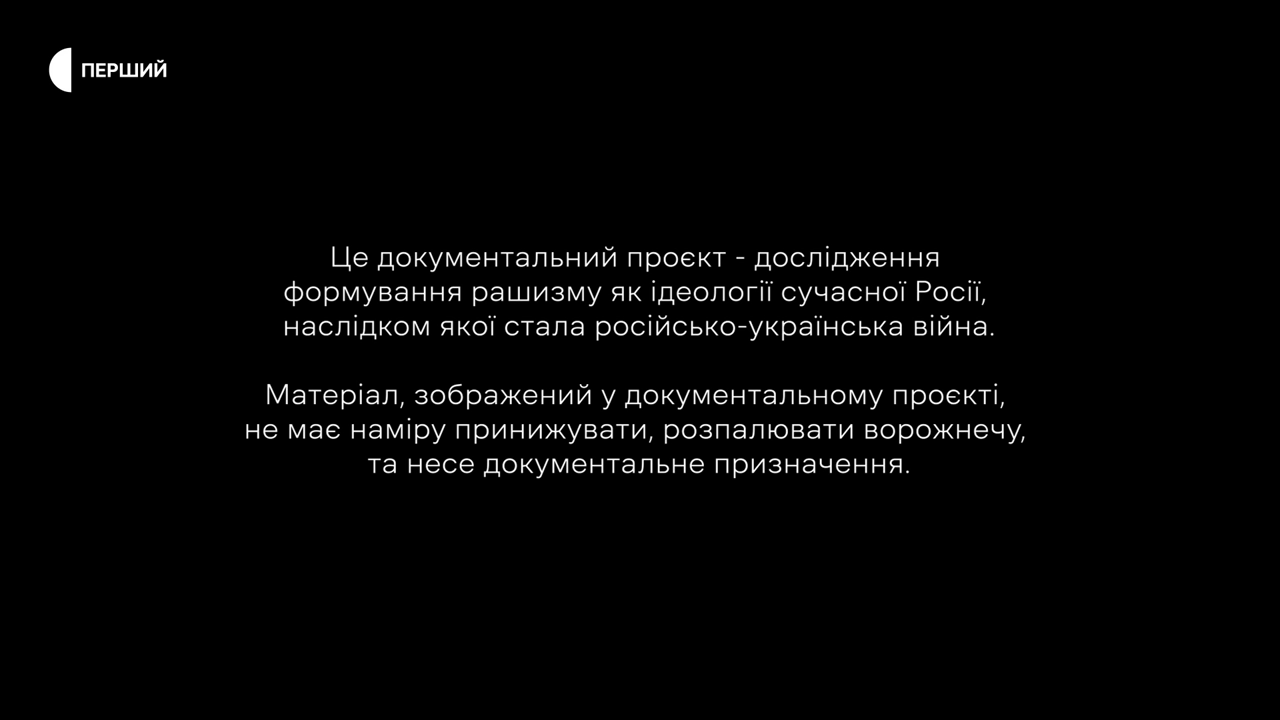 ПЕРШИЙ
Це документальний проєкт - дослідження
формування рашизму як ідеології сучасної Росії,
наслідком якої стала російсько-українська війна.
Матеріал, зображений у документальному проєкті,
не має наміру принижувати, розпалювати ворожнечу,
та несе документальне призначення.